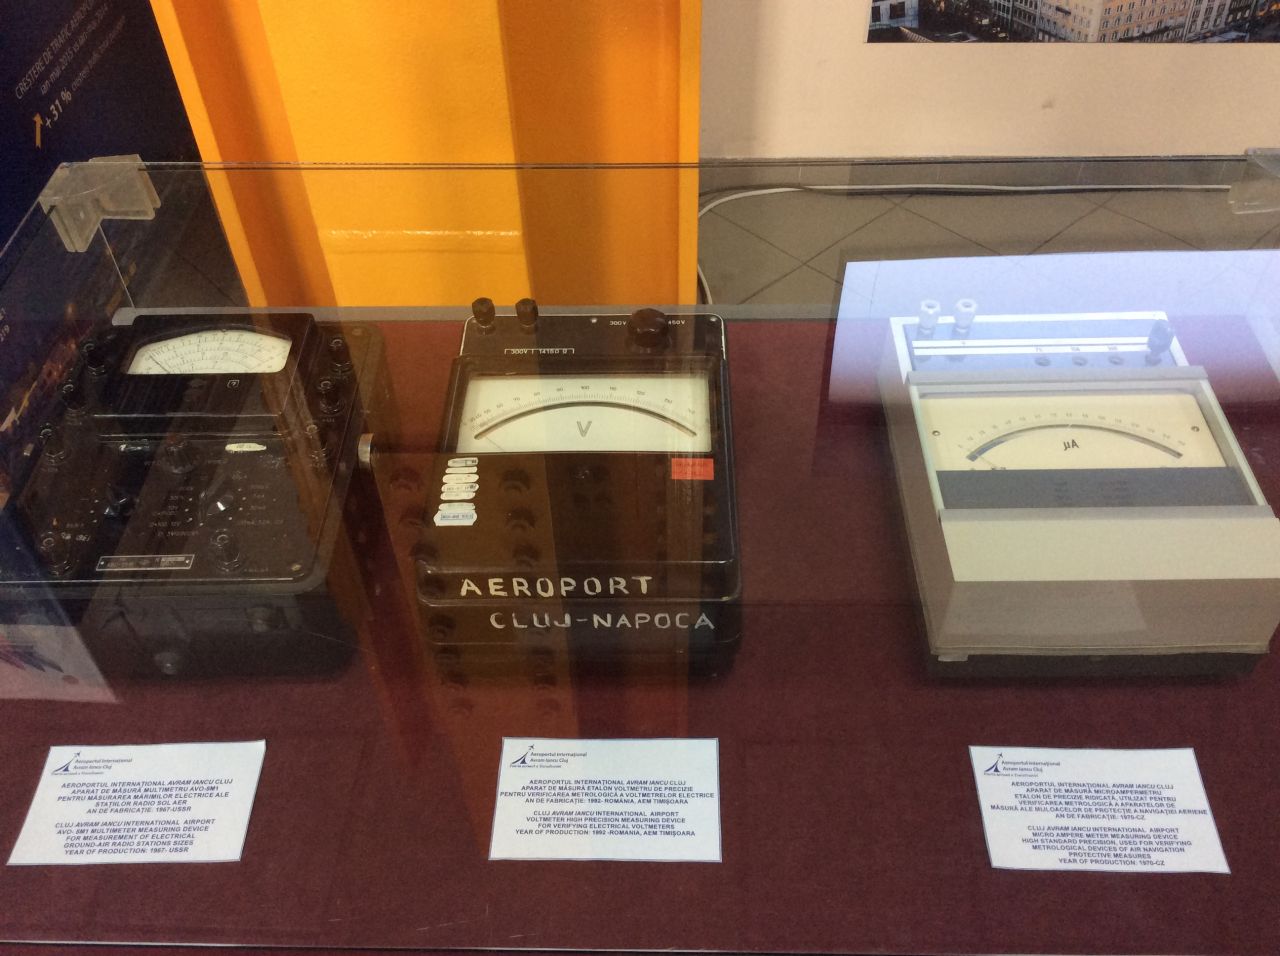 CREȘTERE DE TRAFIC AEROPORTUAR
+ 31 %
300V
450V
300V
V
AEROPORT
CLUJ-NAPOCA
µA
Aeroportul Internațional
Avram Iancu Cluj
AEROPORTUL INTERNAȚIONAL AVRAM IANCU CLUJ
APARAT DE MĂSURĂ MULTIMETRU AVO-5M1
PENTRU MĂSURAREA MĂRIMILOR ELECTRICE ALE
STAȚIILOR RADIO SOL AER
AN DE FABRICAȚIE: 1967-USSR
CLUJ AVRAM IANCU INTERNATIONAL AIRPORT
AVO- 5M1 MULTIMETER MEASURING DEVICE
FOR MEASUREMENT OF ELECTRICAL
GROUND-AIR RADIO STATIONS SIZES
YEAR OF PRODUCTION: 1967- USSR
Aeroportul Internațional
Avram Iancu Cluj
AEROPORTUL INTERNAȚIONAL AVRAM IANCU CLUJ
APARAT DE MĂSURĂ ETALON VOLTMETRU DE PRECIZIE
PENTRU VERIFICAREA METROLOGICĂ A VOLTMETRELOR ELECTRICE
AN DE FABRICAȚIE: 1992- ROMÂNIA, AEM TIMIȘOARA
CLUJ AVRAM IANCU INTERNATIONAL AIRPORT
VOLTMETER HIGH PRECISION MEASURING DEVICE
FOR VERIFYING ELECTRICAL VOLTMETERS
YEAR OF PRODUCTION: 1992 -ROMANIA, AEM TIMIȘOARA
Aeroportul Internațional
Avram Iancu Cluj
AEROPORTUL INTERNAȚIONAL AVRAM IANCU CLUJ
APARAT DE MĂSURĂ MICROAMPERMETRU
ETALON DE PRECIZIE RIDICATĂ, UTILIZAT PENTRU
VERIFICAREA METROLOGICĂ A APARATELOR DE
MĂSURĂ ALE MIJLOACELOR DE PROTECȚIE A NAVIGAȚIEI AERIENE
AN DE FABRICAȚIE: 1970-CZ
CLUJ AVRAM IANCU INTERNATIONAL AIRPORT
MICRO AMPERE METER MEASURING DEVICE
HIGH STANDARD PRECISION, USED FOR VERIFYING
METROLOGICAL DEVICES OF AIR NAVIGATION
PROTECTIVE MEASURES
YEAR OF PRODUCTION: 1970-CZ